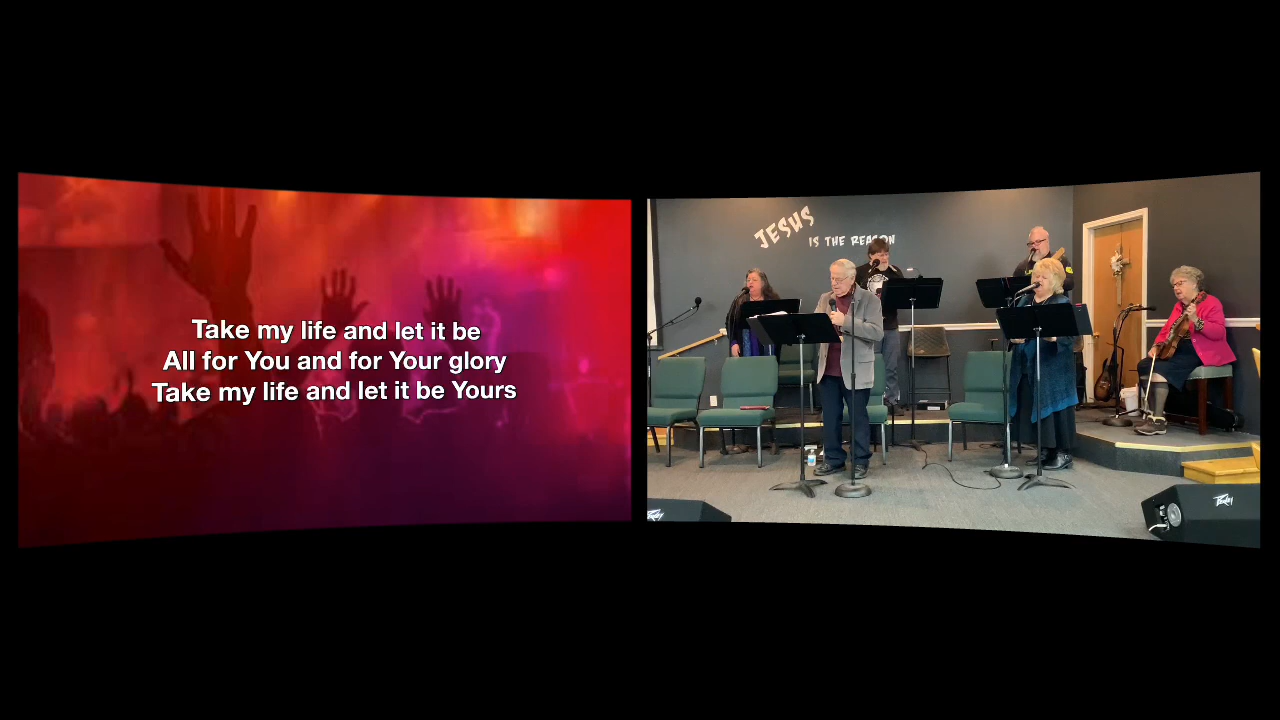 Take my life and let it be
All for You and for Your glory
Take my life and let it be Yours
JESUS
IS THE REASON
Peavey